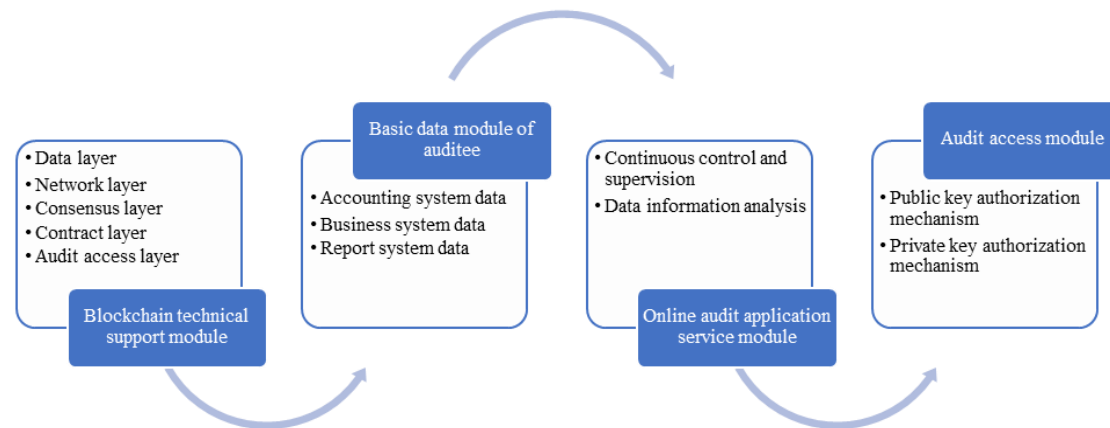 • Data layer
• Network layer
• Consensus layer
• Contract layer
• Audit access layer
Blockchain technical
support module
Basic data module of
auditee
• Accounting system data
• Business system data
• Report system data
• Continuous control and
supervision
• Data information analysis
Online audit application
service module
Audit access module
• Public key authorization
mechanism
• Private key authorization
mechanism